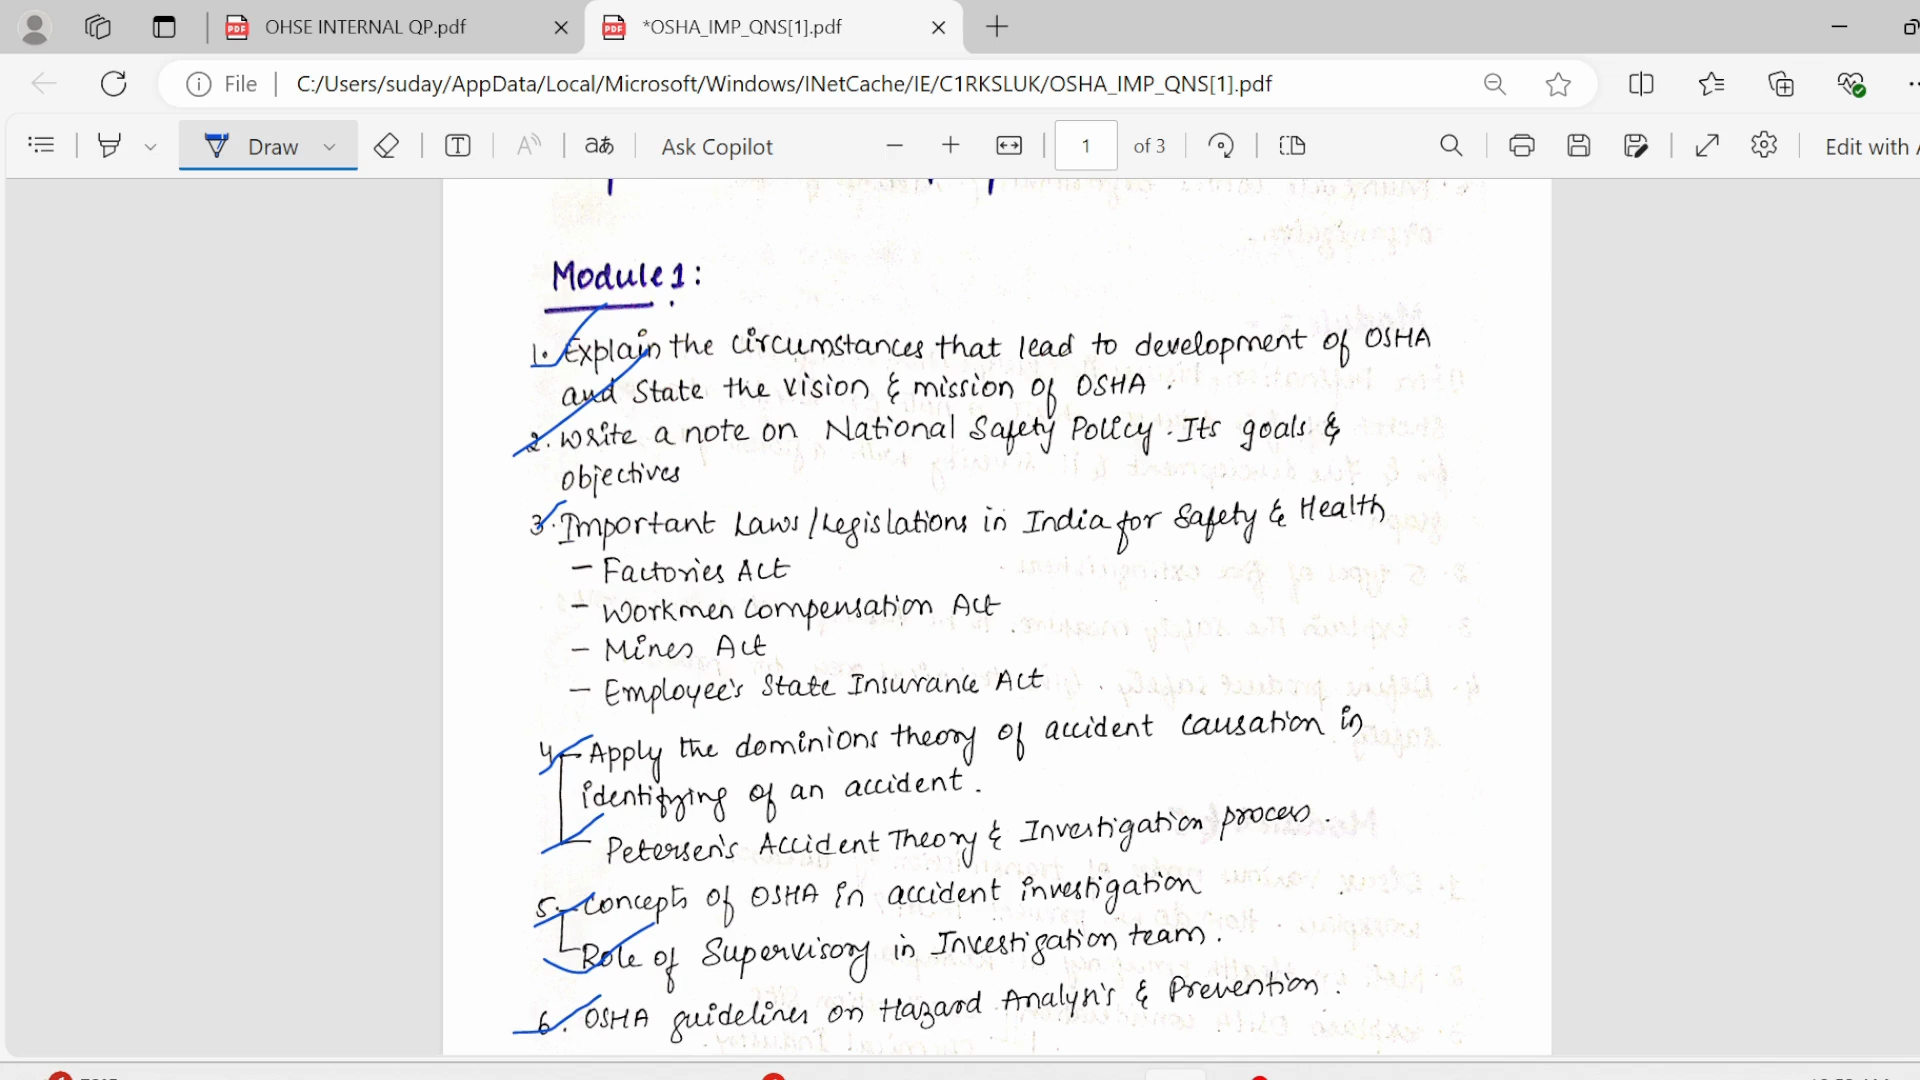 OHSE INTERNAL QP.pdf
*OSHA_IMP_QNS[1].pdf
File
C:/Users/suday/AppData/Local/Microsoft/Windows/INetCache/IE/C1RKSLUK/OSHA_IMP_QNS[1].pdf
Draw
Ask Copilot
1 of 3
Edit with
Module 1:
1. Explain the circumstances that lead to development of OSHA
and State the vision & mission of OSHA.
2. Write a note on National Safety Policy. Its goals &
objectives
3. Important Laws/Legislations in India for Safety & Health
- Factories Act
- Workmen Compensation Act
- Mines Act
- Employee's State Insurance Act
4. Apply the dominions theory of accident causation in
identifying of an accident.
Petersen's Accident Theory & Investigation process.
5. Concepts of OSHA in accident investigation
Role of Supervisory in Investigation team.
6. OSHA guidelines on Hazard Analysis & Prevention.